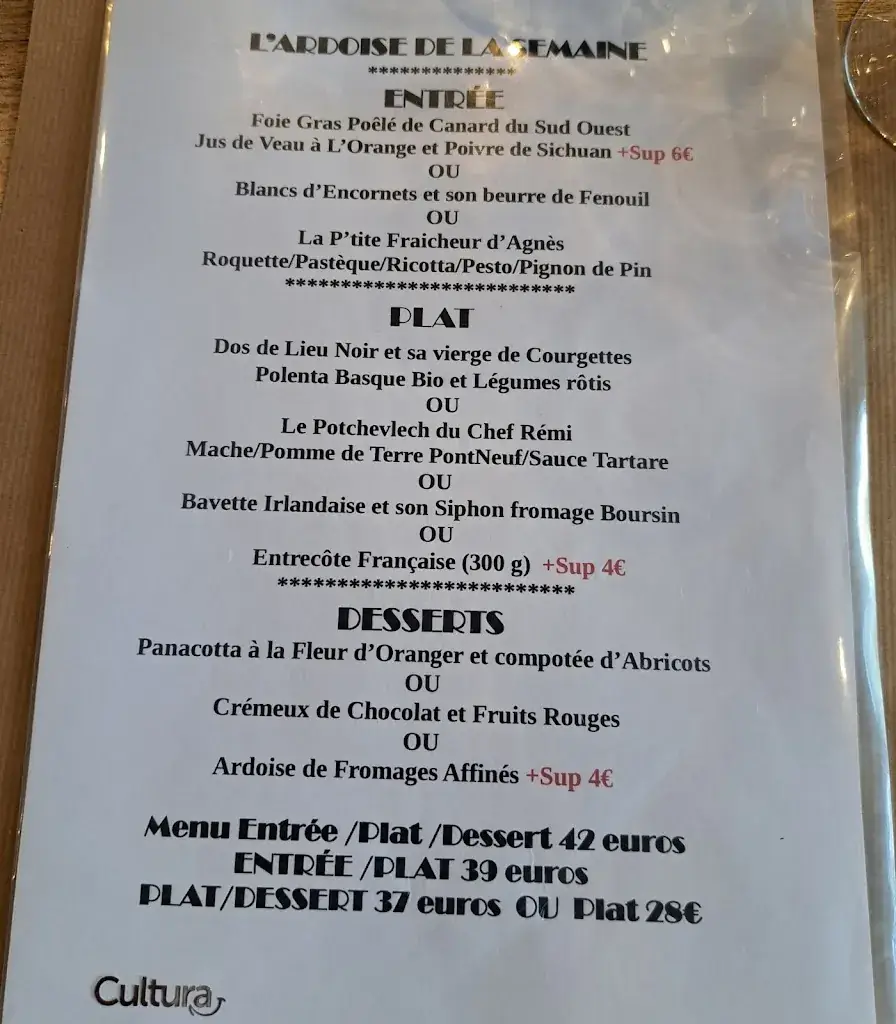 L'ARDOISE DE LA SEMAINE
**************
ENTRÉE
Foie Gras Poêlé de Canard du Sud Ouest
Jus de Veau à L'Orange et Poivre de Sichuan +Sup 6€
OU
Blancs d'Encornets et son beurre de Fenouil
OU
La P'tite Fraicheur d'Agnès
Roquette/Pastèque/Ricotta/Pesto/Pignon de Pin
**************************
PLAT
Dos de Lieu Noir et sa vierge de Courgettes
Polenta Basque Bio et Légumes rôtis
OU
Le Potchevlech du Chef Rémi
Mache/Pomme de Terre PontNeuf/Sauce Tartare
OU
Bavette Irlandaise et son Siphon fromage Boursin
OU
Entrecôte Française (300 g) +Sup 4€
**************************
DESSERTS
Panacotta à la Fleur d'Oranger et compotée d'Abricots
OU
Crémeux de Chocolat et Fruits Rouges
OU
Ardoise de Fromages Affinés +Sup 4€
Menu Entrée /Plat /Dessert 42 euros
ENTRÉE /PLAT 39 euros
PLAT/DESSERT 37 euros OU Plat 28€
Cultura